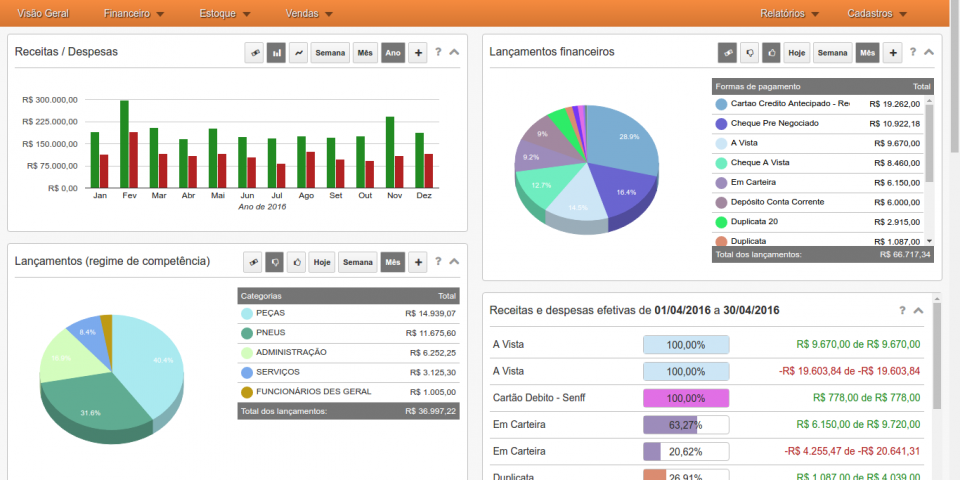 Visão Geral Financeiro Estoque Vendas Relatórios Cadastros
Receitas / Despesas Semana Mês Ano + ?
R$ 300.000,00
R$ 225.000,00
R$ 150.000,00
R$ 75.000,00
R$ 0,00
Jan Fev Mar Abr Mai Jun Jul Ago Set Out Nov Dez
Ano de 2016
Lançamentos financeiros Hoje Semana Mês + ?
28.9%
16.4%
14.5%
12.7%
9.2%
9%
Formas de pagamento Total
Cartao Credito Antecipado - Re R$ 19.262,00
Cheque Pre Negociado R$ 10.922,18
A Vista R$ 9.670,00
Cheque A Vista R$ 8.460,00
Em Carteira R$ 6.150,00
Depósito Conta Corrente R$ 6.000,00
Duplicata 20 R$ 2.915,00
Duplicata R$ 1.087,00
Total dos lançamentos: R$ 66.717,34
Lançamentos (regime de competência) Hoje Semana Mês + ?
40.4%
31.6%
8.4%
Categorias Total
PEÇAS R$ 14.939,07
PNEUS R$ 11.675,60
ADMINISTRAÇÃO R$ 6.252,25
SERVIÇOS R$ 3.125,30
FUNCIONÁRIOS DES GERAL R$ 1.005,00
Total dos lançamentos: R$ 36.997,22
Receitas e despesas efetivas de 01/04/2016 a 30/04/2016 ?
A Vista 100,00% R$ 9.670,00 de R$ 9.670,00
A Vista 100,00% -R$ 19.603,84 de -R$ 19.603,84
Cartão Debito - Senff 100,00% R$ 778,00 de R$ 778,00
Em Carteira 63,27% R$ 6.150,00 de R$ 9.720,00
Em Carteira 20,62% -R$ 4.255,47 de -R$ 20.641,31
Duplicata 26,91% R$ 1.087,00 de R$ 4.039,00